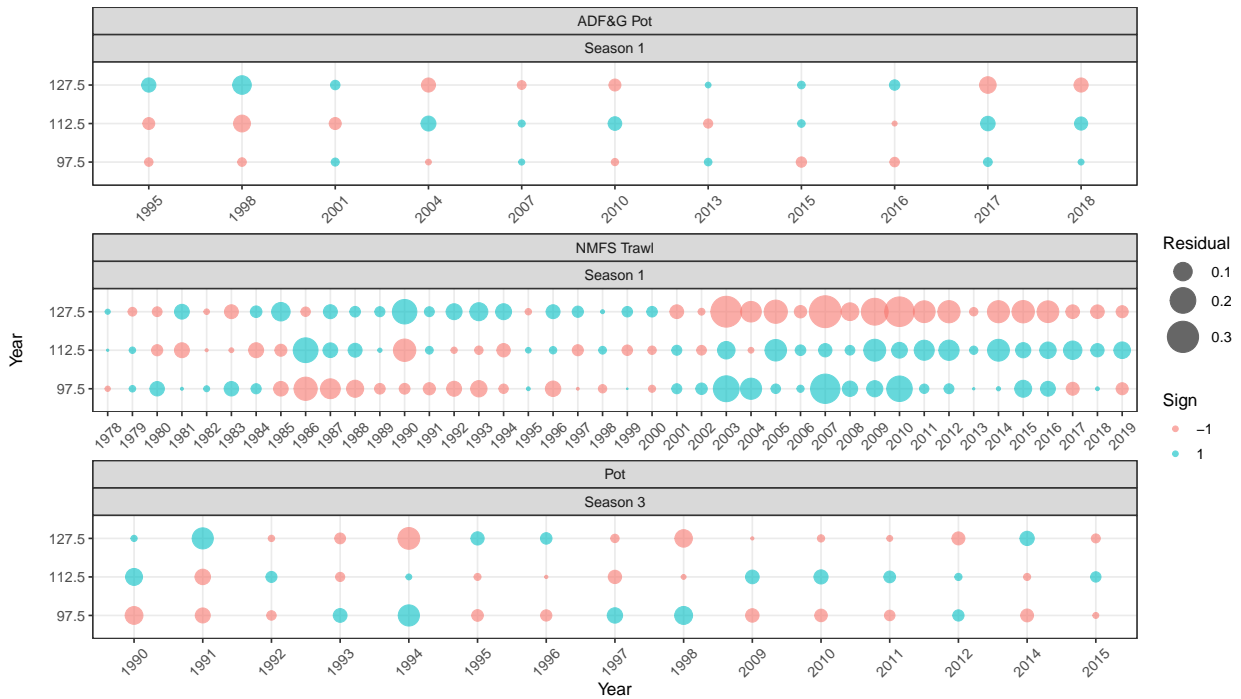 ADF&G Pot
Season 1
127.5
112.5
97.5
1995 1998 2001 2004 2007 2010 2013 2015 2016 2017 2018
NMFS Trawl
Season 1
127.5
112.5
97.5
1978 1979 1980 1981 1982 1983 1984 1985 1986 1987 1988 1989 1990 1991 1992 1993 1994 1995 1996 1997 1998 1999 2000 2001 2002 2003 2004 2005 2006 2007 2008 2009 2010 2011 2012 2013 2014 2015 2016 2017 2018 2019
Pot
Season 3
127.5
112.5
97.5
1990 1991 1992 1993 1994 1995 1996 1997 1998 2009 2010 2011 2012 2014 2015
Year
Year
Residual
0.1
0.2
0.3
Sign
−1
1